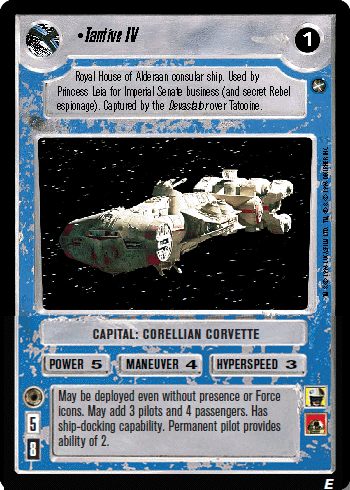 •Tantive IV
1
Royal House of Alderaan consular ship. Used by
Princess Leia for Imperial Senate business (and secret Rebel
espionage). Captured by the Devastator over Tatooine.
CAPITAL: CORELLIAN CORVETTE
POWER 5 MANEUVER 4 HYPERSPEED 3
May be deployed even without presence or Force
icons. May add 3 pilots and 4 passengers. Has
ship-docking capability. Permanent pilot provides
ability of 2.
5
8
E